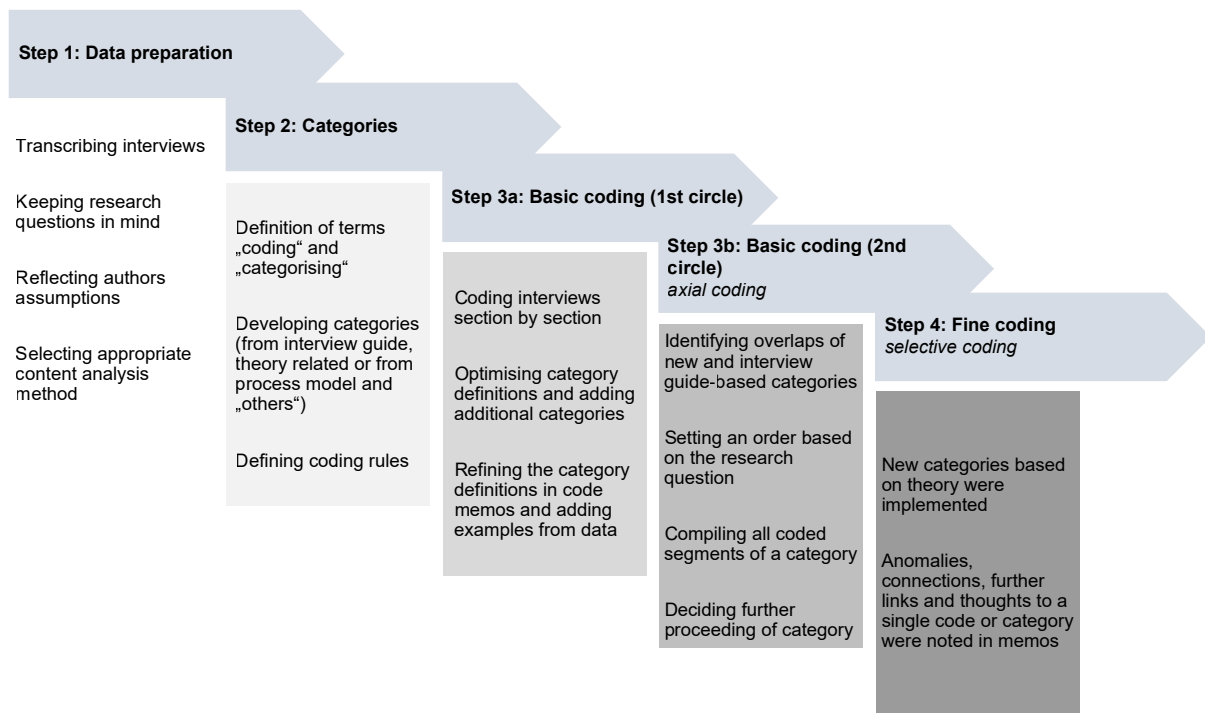 Step 1: Data preparation
Transcribing interviews
Keeping research
questions in mind
Reflecting authors
assumptions
Selecting appropriate
content analysis
method
Step 2: Categories
Definition of terms
„coding“ and
„categorising“
Developing categories
(from interview guide,
theory related or from
process model and
„others“)
Defining coding rules
Step 3a: Basic coding (1st circle)
Coding interviews
section by section
Optimising category
definitions and adding
additional categories
Refining the category
definitions in code
memos and adding
examples from data
Step 3b: Basic coding (2nd
circle)
axial coding
Identifying overlaps of
new and interview
guide-based categories
Setting an order based
on the research
question
Compiling all coded
segments of a category
Deciding further
proceeding of category
Step 4: Fine coding
selective coding
New categories based
on theory were
implemented
Anomalies,
connections, further
links and thoughts to a
single code or category
were noted in memos